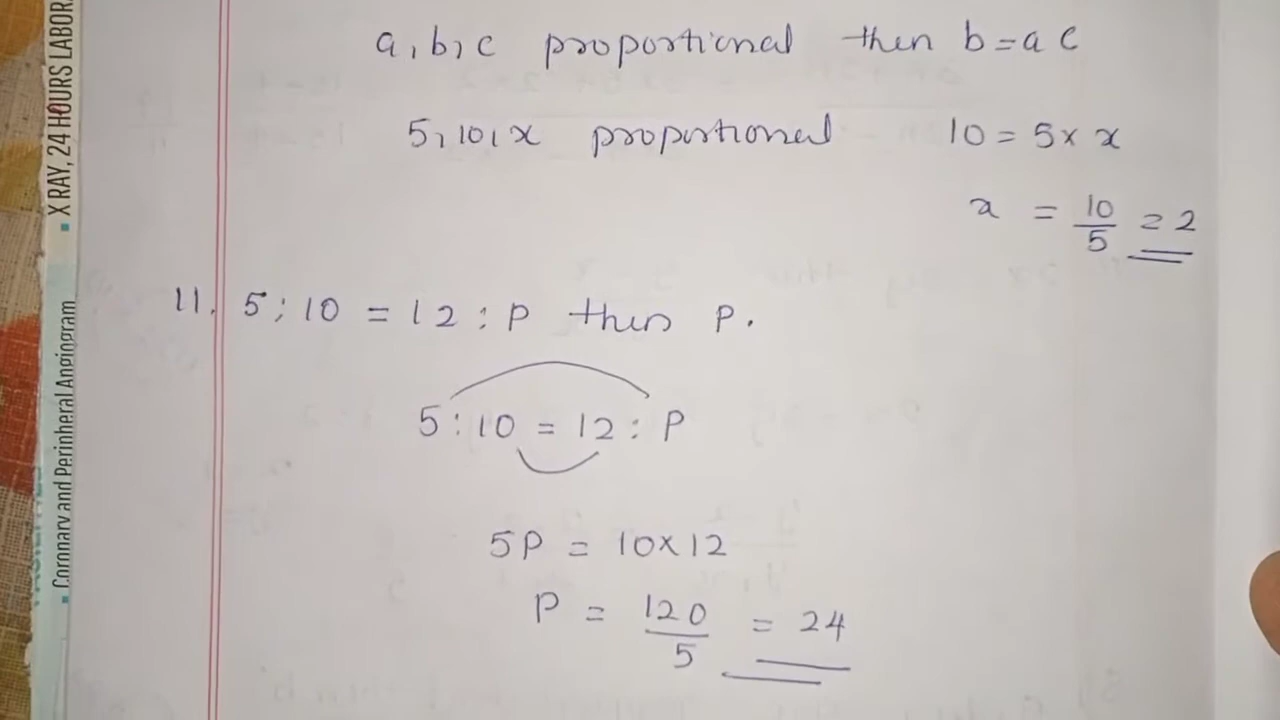 a, b, c proportional then b=a c
5, 10, x proportional 10 = 5 × x
x = 10/5 = 2
11. 5:10 = 12:P then P.
5:10 = 12:P
5P = 10×12
P = 120/5 = 24
X RAY, 24 HOURS LABOR
Coronary and Peripheral Angiogram